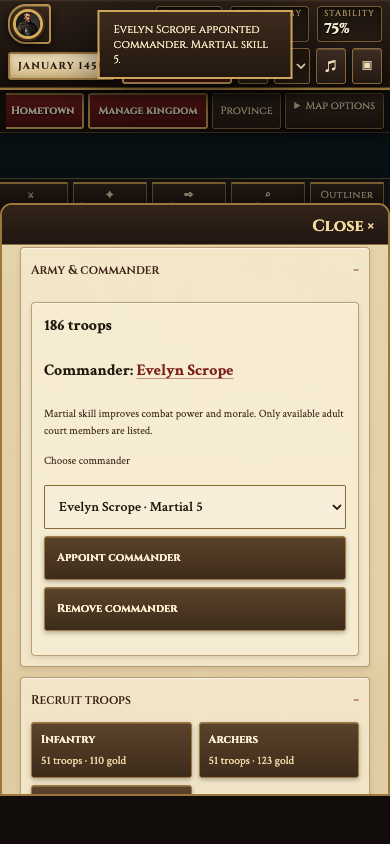 EVELYN SCROPE APPOINTED
COMMANDER. MARTIAL SKILL
5.
STABILITY
75%
JANUARY 145
HOMETOWN
MANAGE KINGDOM
PROVINCE
► MAP OPTIONS
OUTLINER
CLOSE ×
ARMY & COMMANDER
−
186 troops
Commander: Evelyn Scrope
Martial skill improves combat power and morale. Only available adult
court members are listed.
Choose commander
Evelyn Scrope · Martial 5
APPOINT COMMANDER
REMOVE COMMANDER
RECRUIT TROOPS
−
INFANTRY
51 troops · 110 gold
ARCHERS
51 troops · 123 gold